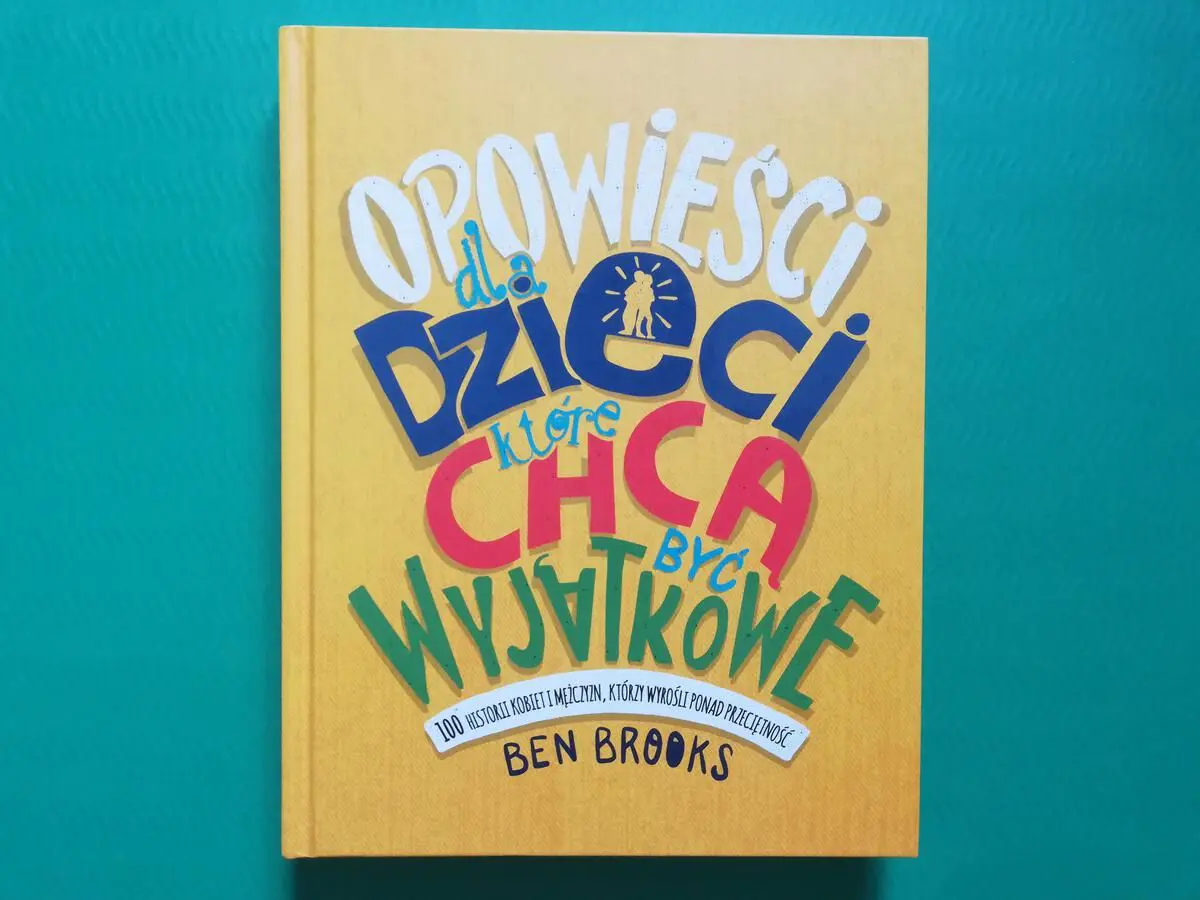 OPOWIEŚCI
dla
DZIeCI
które
CHCĄ
BYĆ
WYJĄTKOWE
100 HISTORII KOBIET I MĘŻCZYZN, KTÓRZY WYROŚLI PONAD PRZECIĘTNOŚĆ
BEN BROOKS